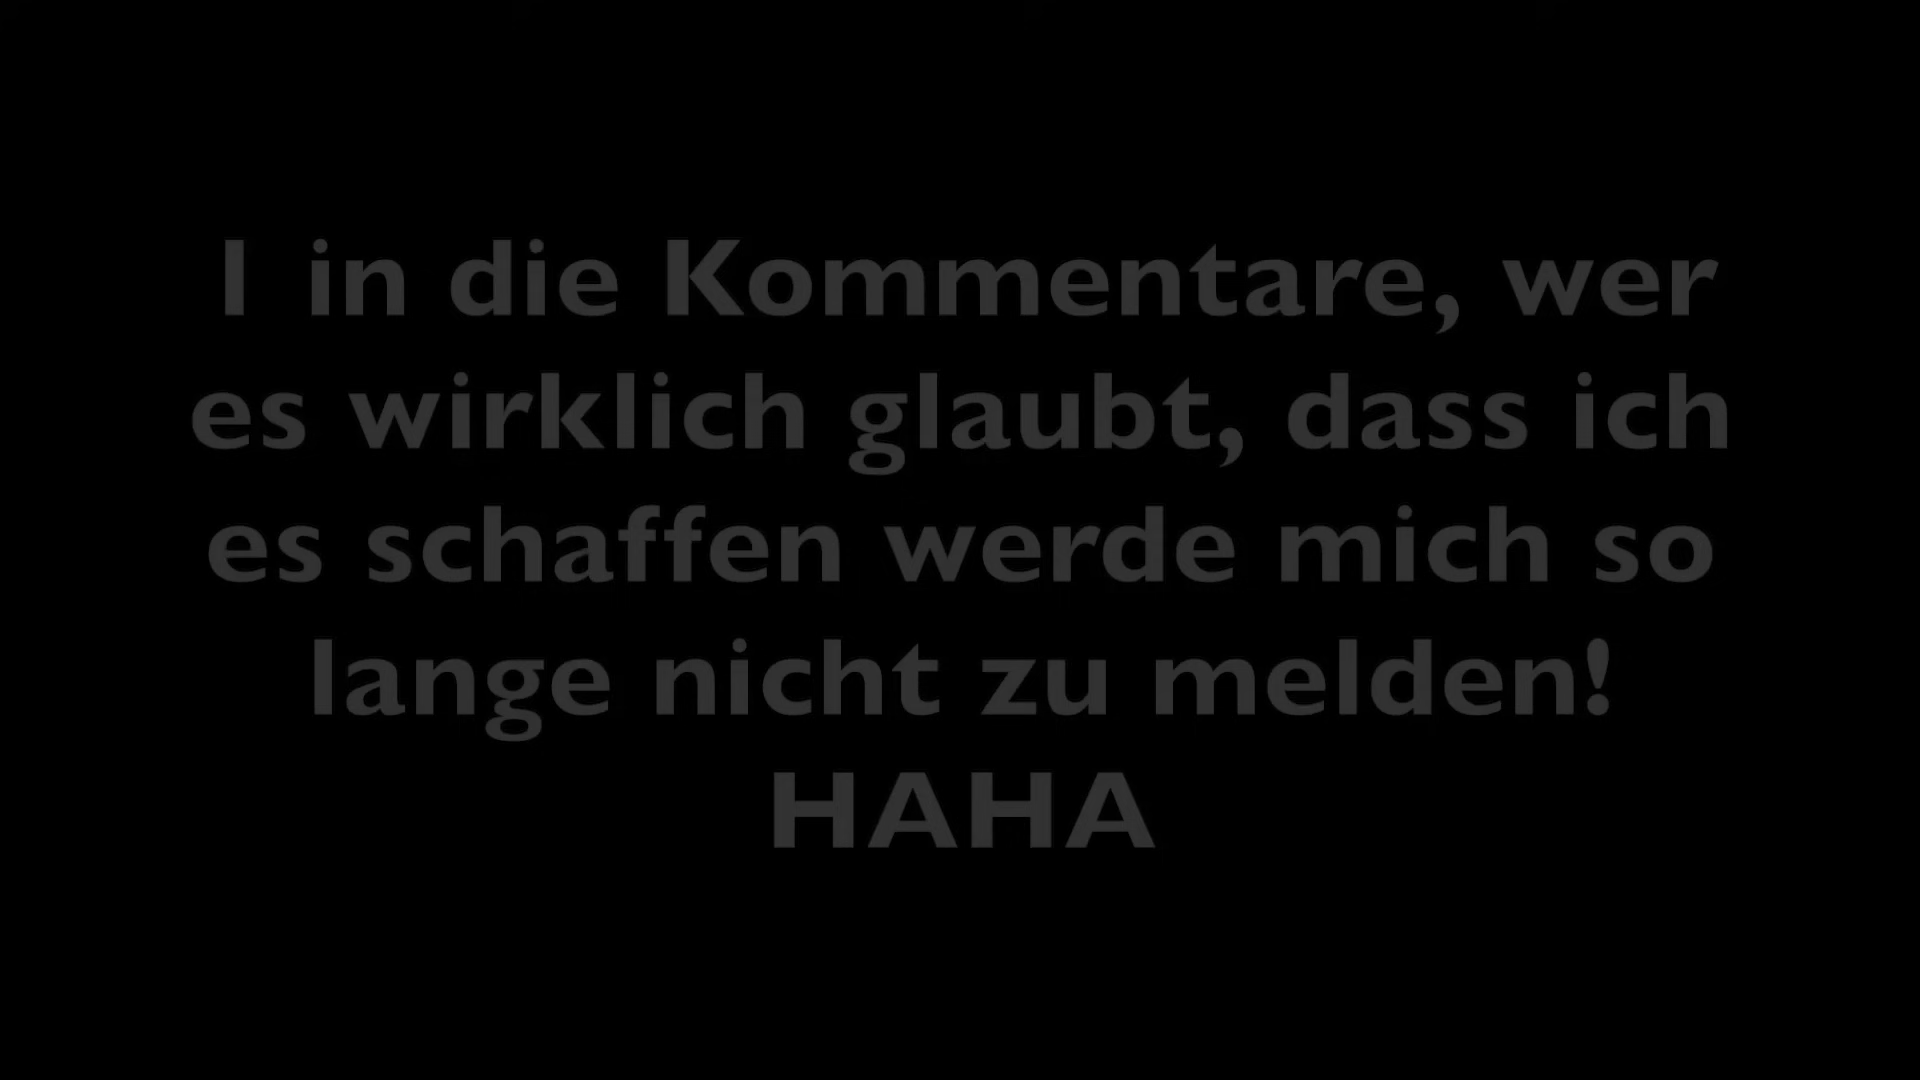 1 in die Kommentare, wer
es wirklich glaubt, dass ich
es schaffen werde mich so
lange nicht zu melden!
HAHA